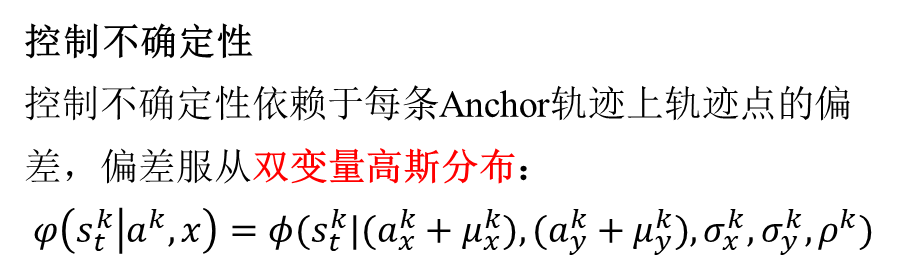 控制不确定性
控制不确定性依赖于每条Anchor轨迹上轨迹点的偏
差，偏差服从双变量高斯分布：
φ(s_t^k|a^k, x) = ϕ(s_t^k|(a_x^k + μ_x^k), (a_y^k + μ_y^k), σ_x^k, σ_y^k, ρ^k)